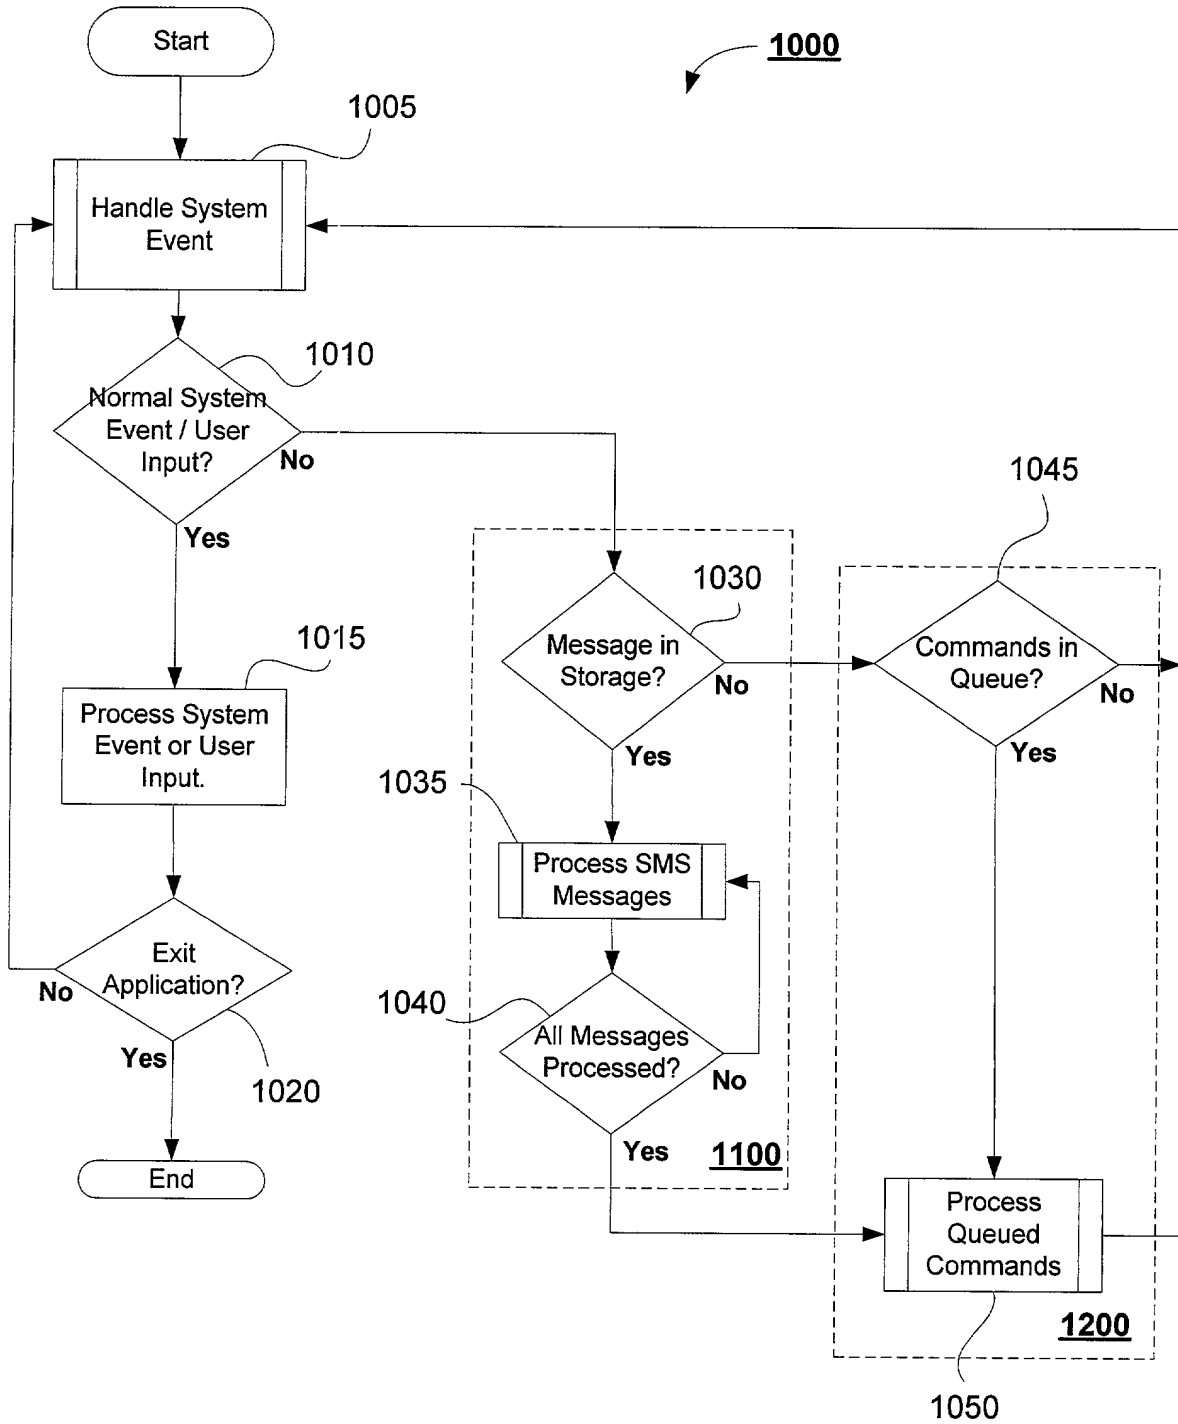 Start
1000
1005
Handle System
Event
1010
Normal System
Event / User
Input?
No
Yes
1045
1030
Message in
Storage?
No
Yes
Commands in
Queue?
No
Yes
1015
Process System
Event or User
Input.
1035
Process SMS
Messages
Exit
Application?
No
Yes
1020
1040
All Messages
Processed?
No
Yes
1100
End
Process
Queued
Commands
1200
1050